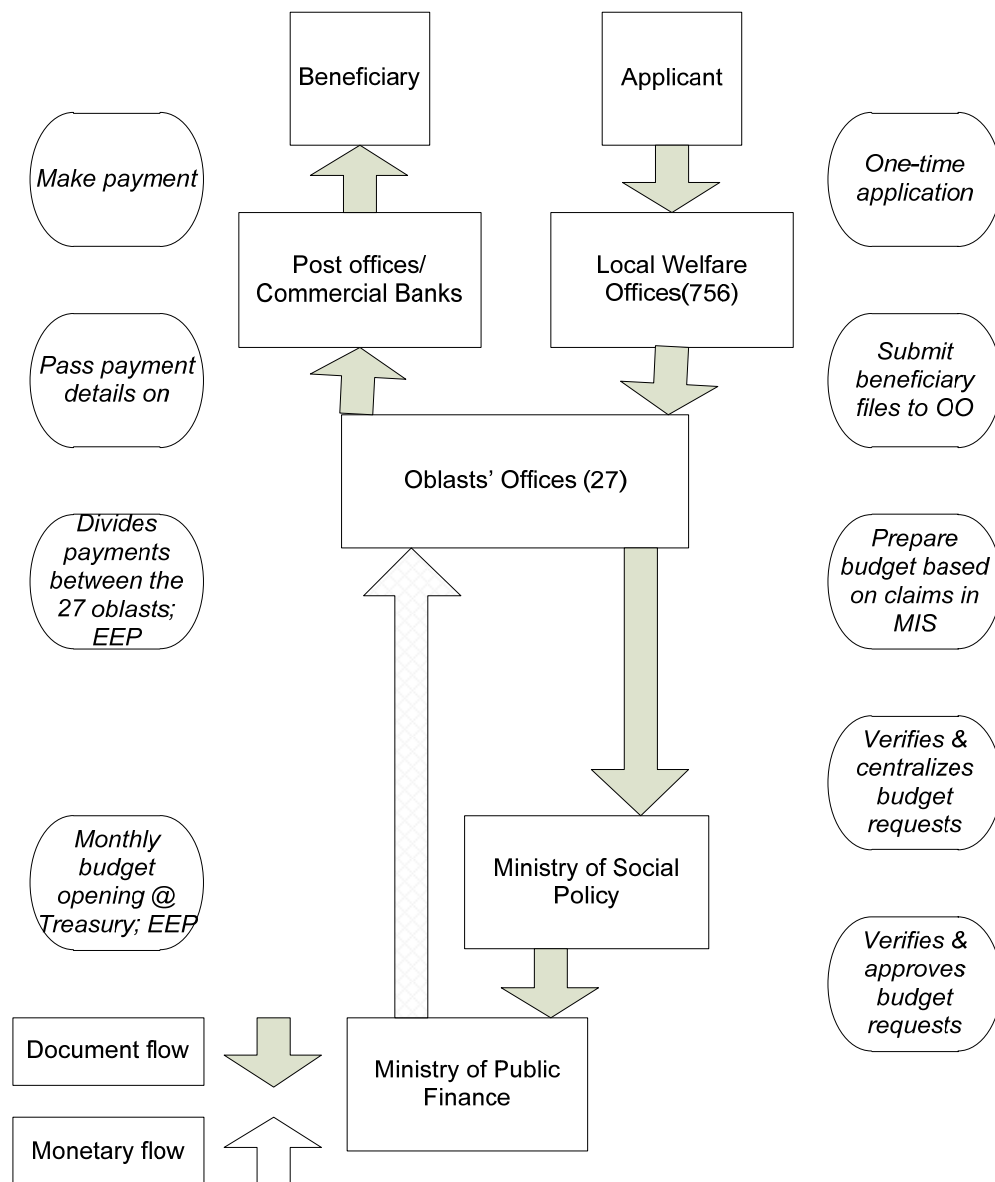 Beneficiary
Applicant
Make payment
One-time
application
Post offices/
Commercial Banks
Local Welfare
Offices(756)
Pass payment
details on
Submit
beneficiary
files to OO
Oblasts’ Offices (27)
Divides
payments
between the
27 oblasts;
EEP
Prepare
budget based
on claims in
MIS
Verifies &
centralizes
budget
requests
Monthly
budget
opening @
Treasury; EEP
Ministry of Social
Policy
Verifies &
approves
budget
requests
Document flow
Ministry of Public
Finance
Monetary flow